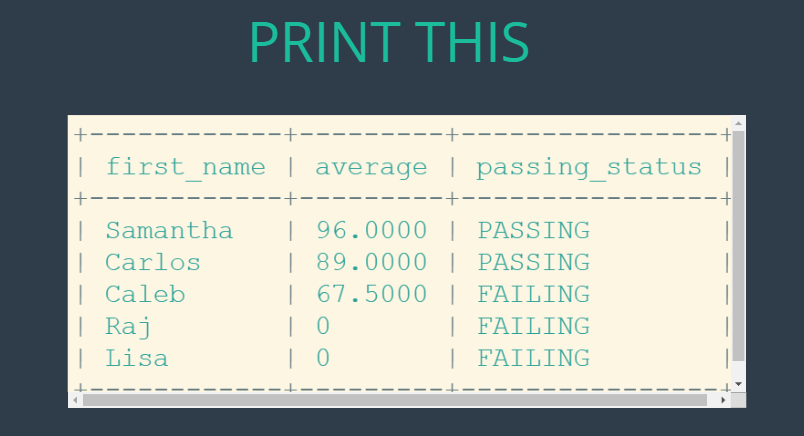 PRINT THIS
+------------+---------+----------------+
| first_name | average | passing_status |
+------------+---------+----------------+
| Samantha   | 96.0000 | PASSING        |
| Carlos     | 89.0000 | PASSING        |
| Caleb      | 67.5000 | FAILING        |
| Raj        | 0       | FAILING        |
| Lisa       | 0       | FAILING        |
+------------+---------+----------------+